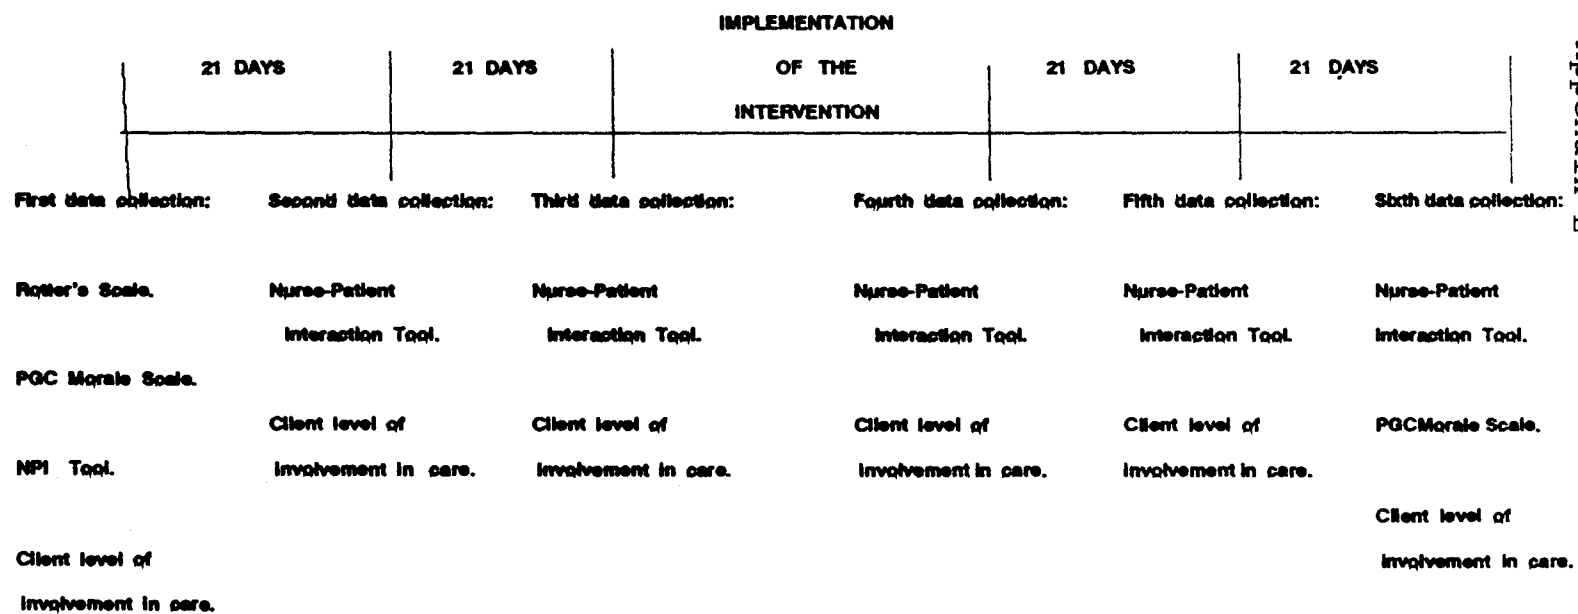 IMPLEMENTATION
21 DAYS 21 DAYS OF THE 21 DAYS 21 DAYS
INTERVENTION
First data collection: Second data collection: Third data collection: Fourth data collection: Fifth data collection: Sixth data collection:
Rotter's Scale. Nurse-Patient Nurse-Patient Nurse-Patient Nurse-Patient Nurse-Patient
Interaction Tool. Interaction Tool. Interaction Tool. Interaction Tool. Interaction Tool.
PGC Morale Scale.
Client level of Client level of Client level of Client level of PGCMorale Scale.
NPI Tool. involvement in care. involvement in care. involvement in care. involvement in care.
Client level of
Client level of involvement in care.
involvement in care.